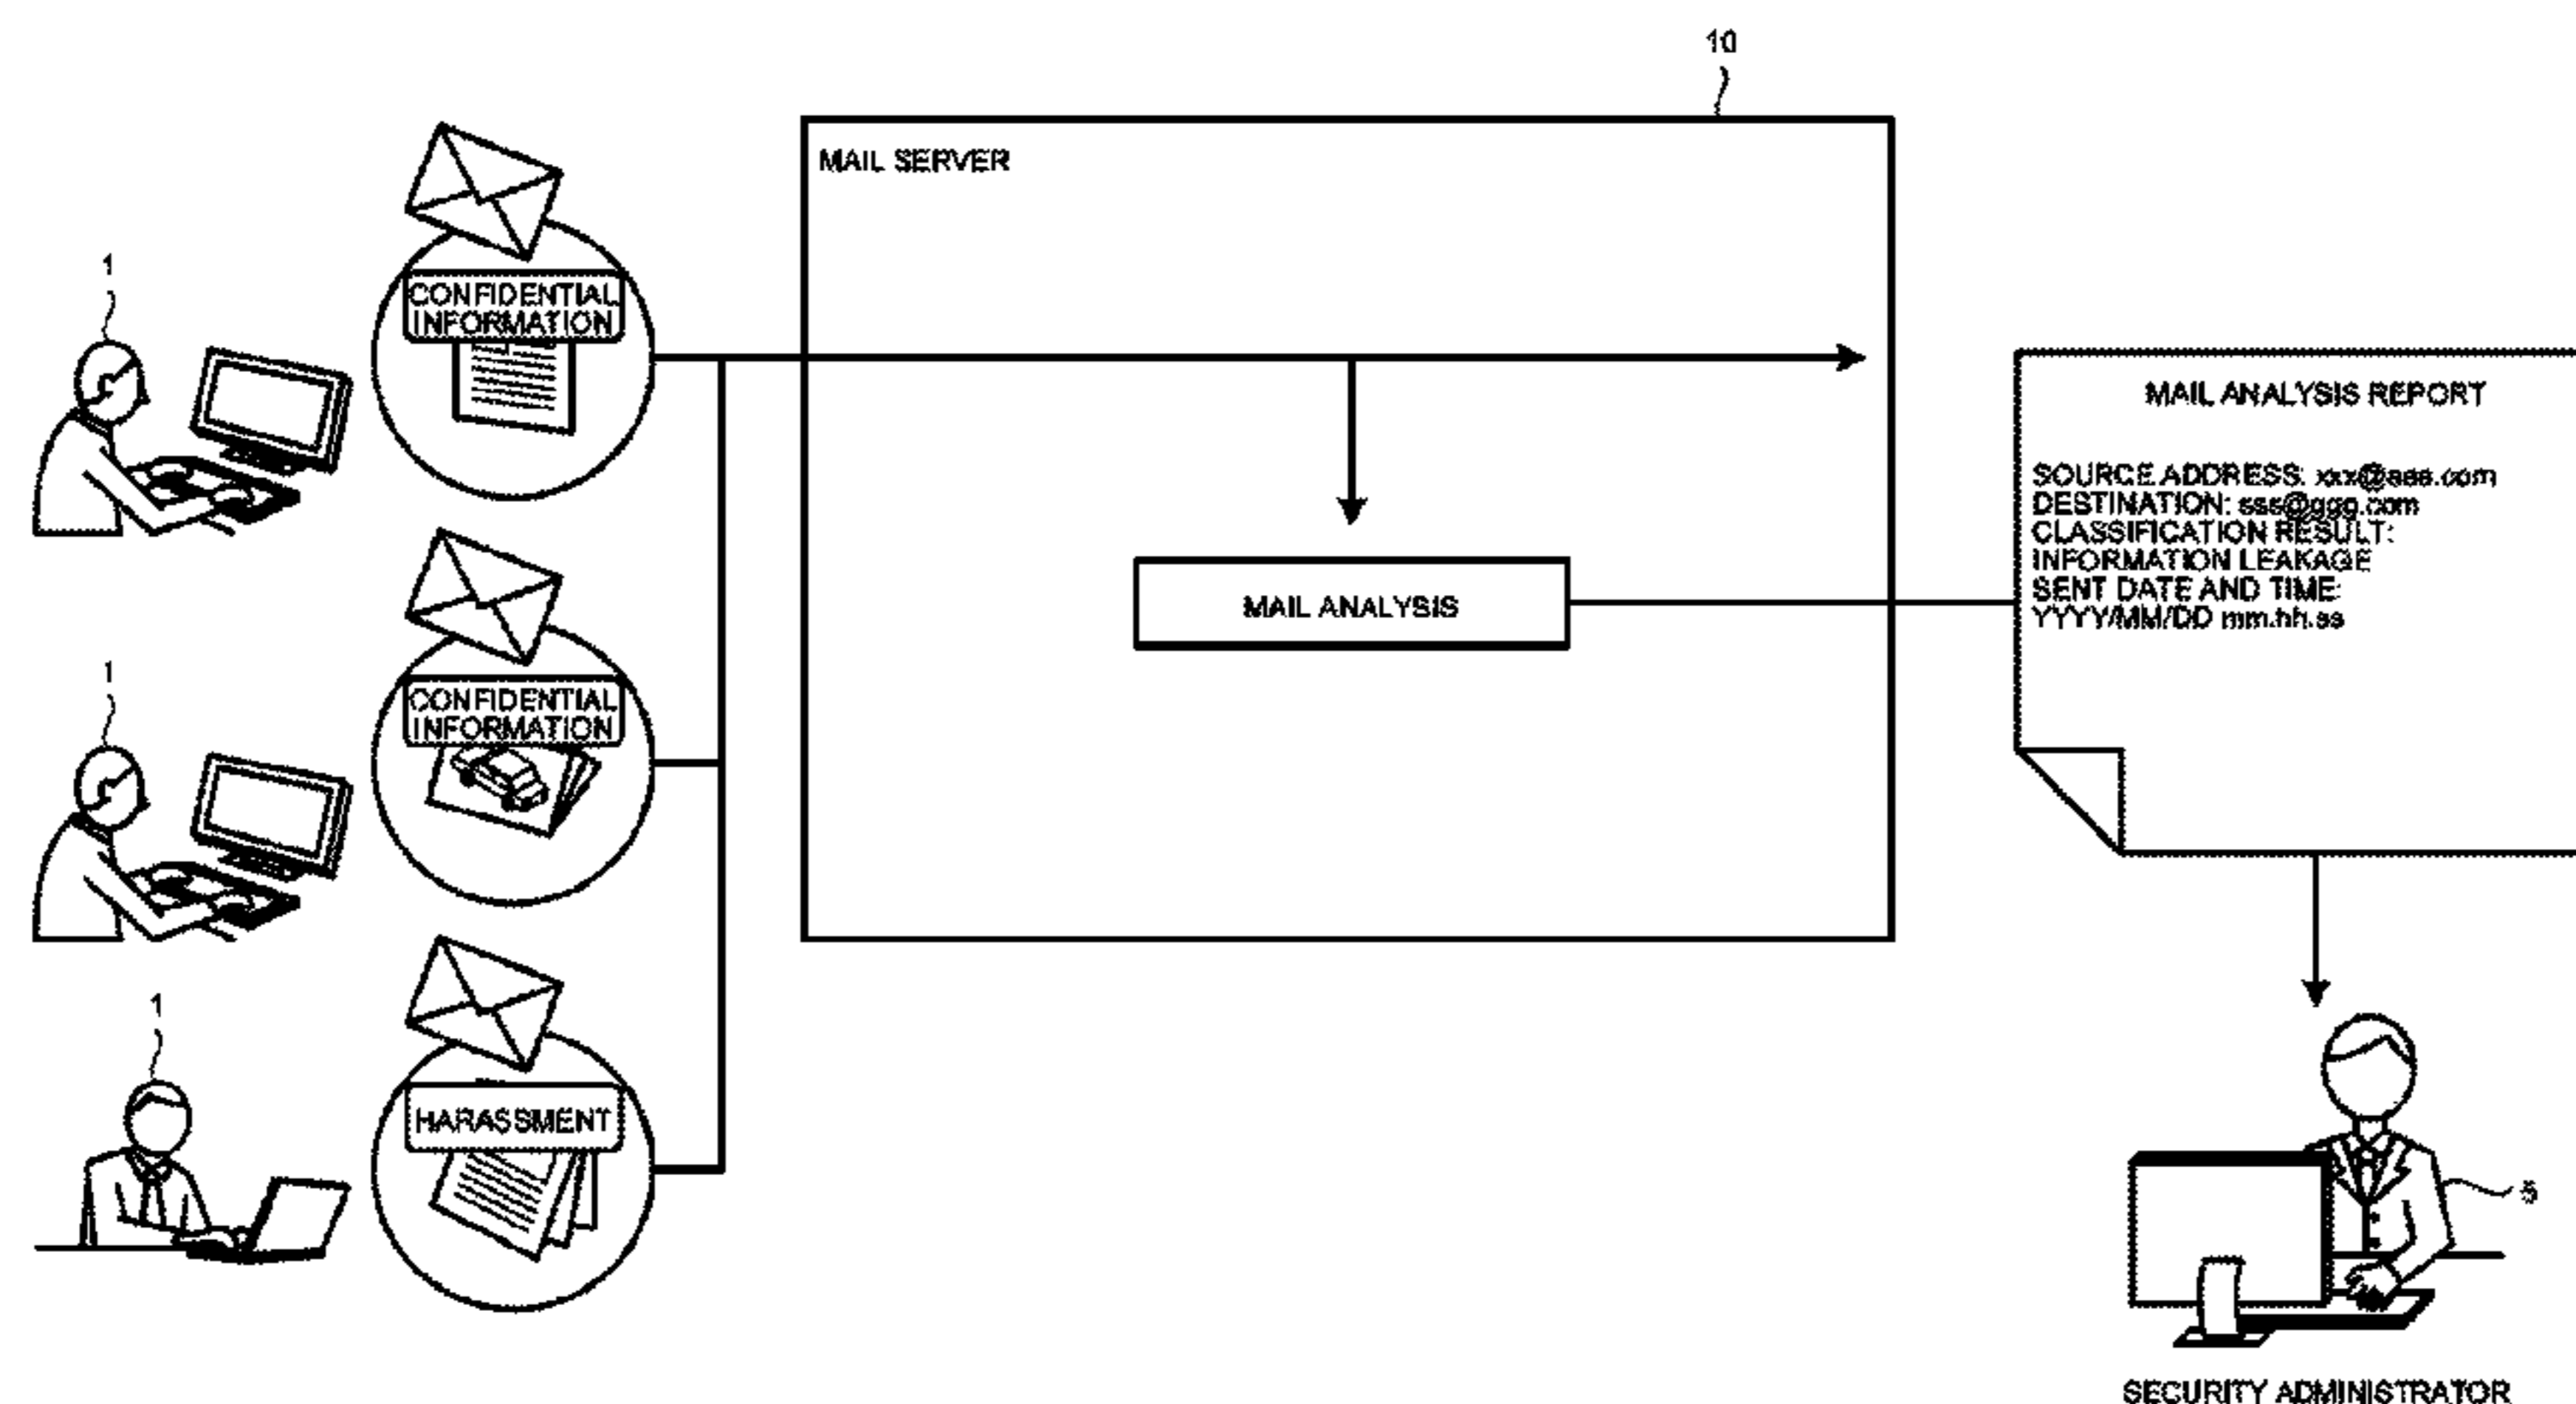 10
MAIL SERVER
1
CONFIDENTIAL
INFORMATION
MAIL ANALYSIS REPORT
SOURCE ADDRESS: xxx@aaa.com
DESTINATION: sss@ggg.com
CLASSIFICATION RESULT:
INFORMATION LEAKAGE
SENT DATE AND TIME:
YYYY/MM/DD mm.hh.ss
MAIL ANALYSIS
1
CONFIDENTIAL
INFORMATION
1
HARASSMENT
5
SECURITY ADMINISTRATOR